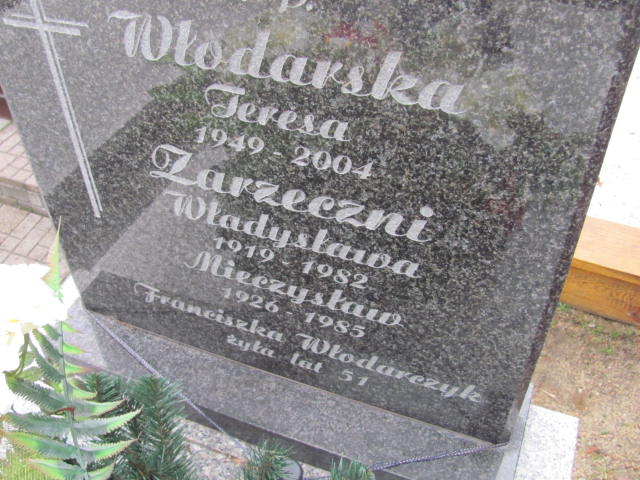 p.
Włodarska
Teresa
1949 - 2004
Zarzeczni
Władysława
1919 - 1982
Mieczysław
1926 - 1985
Franciszka Włodarczyk
żyła lat 51